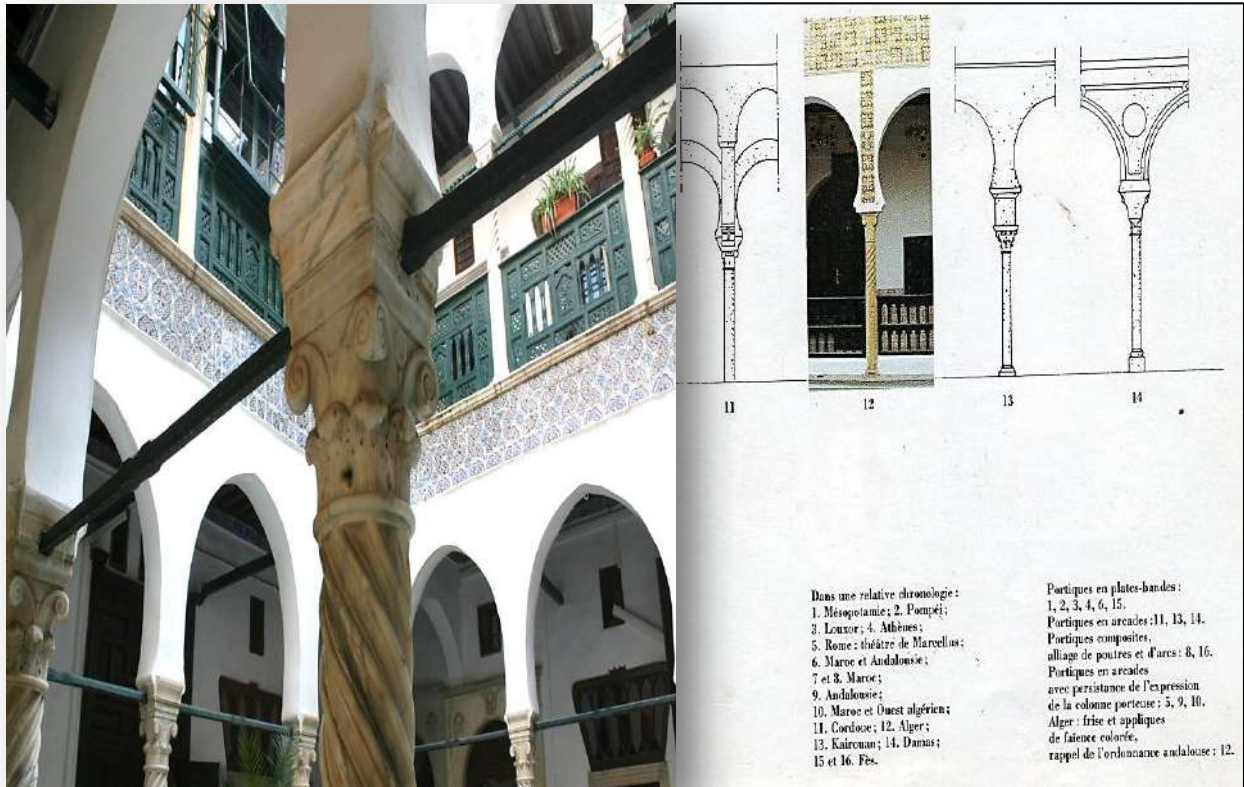 11
12
13
14
Dans une relative chronologie :
1. Mésopotamie ; 2. Pompéi ;
3. Louxor ; 4. Athènes ;
5. Rome : théâtre de Marcellus ;
6. Maroc et Andalousie ;
7 et 8. Maroc ;
9. Andalousie ;
10. Maroc et Ouest algérien ;
11. Cordoue ; 12. Alger ;
13. Kairouan ; 14. Damas ;
15 et 16. Fès.
Portiques en plates-bandes :
1, 2, 3, 4, 6, 15.
Portiques en arcades :11, 13, 14.
Portiques composites,
alliage de poutres et d'arcs : 8, 16.
Portiques en arcades
avec persistance de l'expression
de la colonne porteuse : 5, 9, 10.
Alger : frise et appliques
de faïence colorée,
rappel de l'ordonnance andalouse : 12.